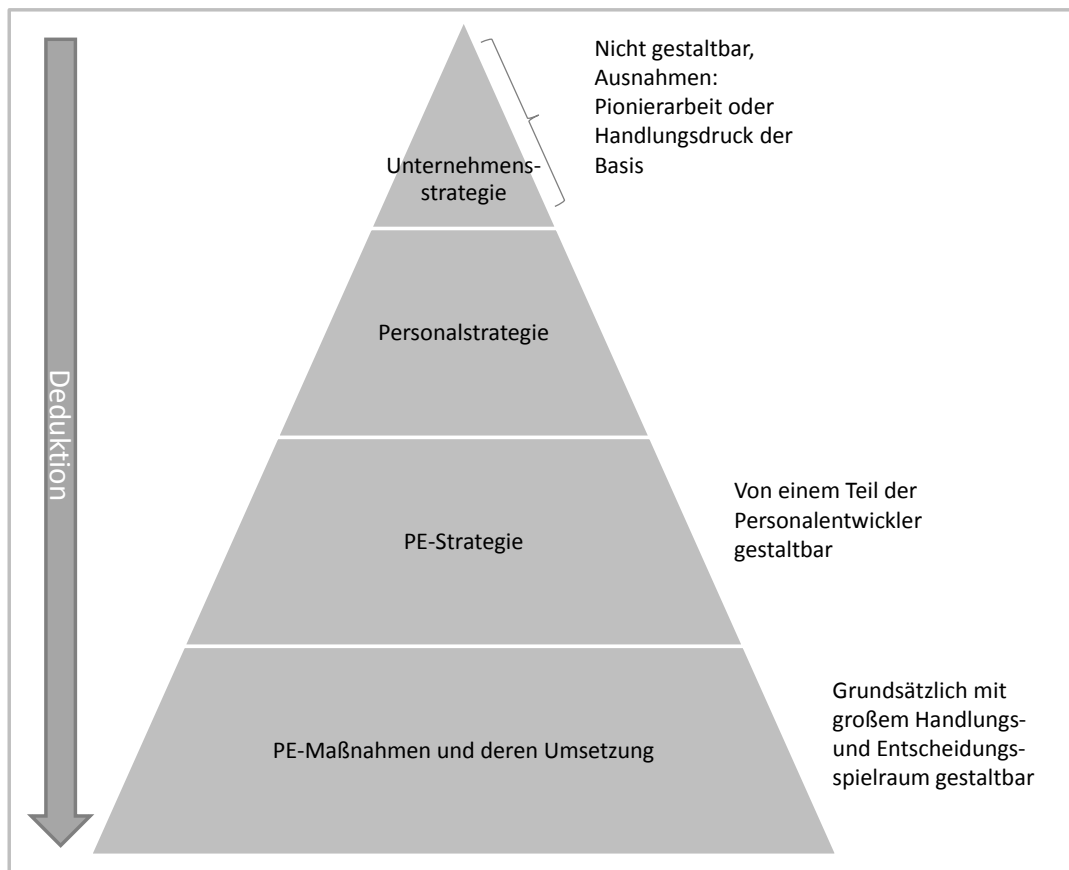 Nicht gestaltbar,
Ausnahmen:
Pionierarbeit oder
Handlungsdruck der
Basis
Unternehmens-
strategie
Personalstrategie
Deduktion
PE-Strategie
Von einem Teil der
Personalentwickler
gestaltbar
PE-Maßnahmen und deren Umsetzung
Grundsätzlich mit
großem Handlungs-
und Entscheidungs-
spielraum gestaltbar